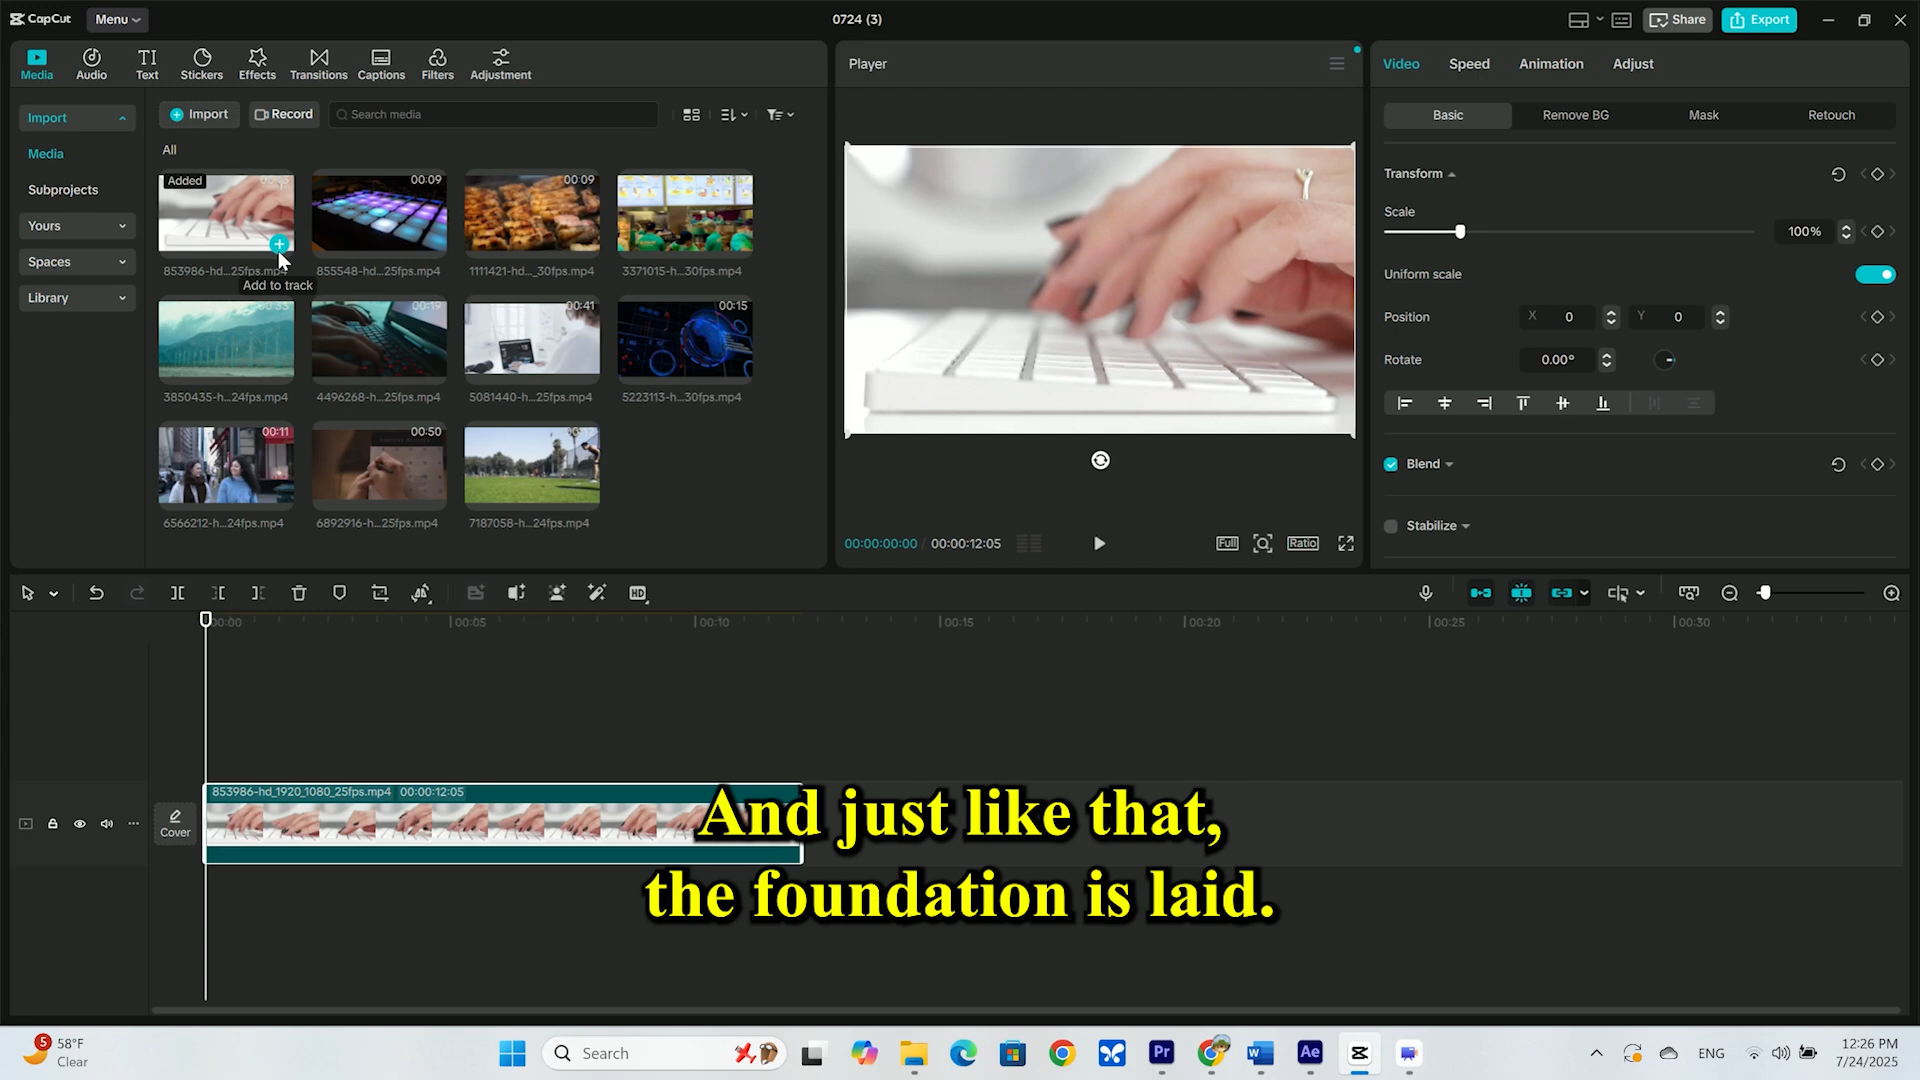 CapCut
Menu
0724 (3)
Share
Export
Media
Audio
Text
Stickers
Effects
Transitions
Captions
Filters
Adjustment
Import
Media
Subprojects
Yours
Spaces
Library
Import
Record
Search media
All
Added
00:09
00:09
853986-hd...25fps.mp4
855548-hd...25fps.mp4
1111421-hd..._30fps.mp4
3371015-h...30fps.mp4
Add to track
00:19
00:41
00:15
3850435-h...24fps.mp4
4496268-h...25fps.mp4
5081440-h...25fps.mp4
5223113-h...30fps.mp4
00:11
00:50
6566212-h...24fps.mp4
6892916-h...25fps.mp4
7187058-h...24fps.mp4
Player
00:00:00:00 / 00:00:12:05
Full
Ratio
Video
Speed
Animation
Adjust
Basic
Remove BG
Mask
Retouch
Transform
Scale
100%
Uniform scale
Position
X 0
Y 0
Rotate
0.00°
Blend
Stabilize
HD
00:00
00:05
00:10
00:15
00:20
00:25
00:30
Cover
853986-hd_1920_1080_25fps.mp4 00:00:12:05
And just like that,
the foundation is laid.
5
58°F
Clear
Search
Pr
Ae
ENG
12:26 PM
7/24/2025